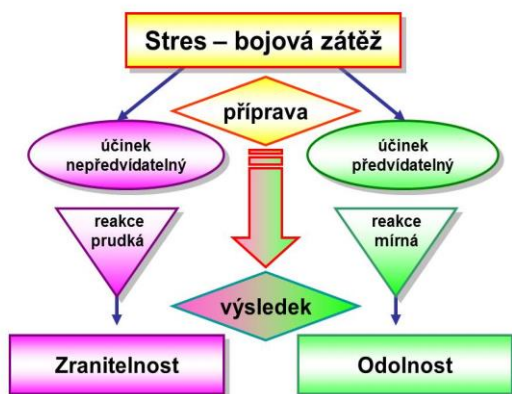 Stres – bojová zátěž
příprava
účinek
nepředvídatelný
účinek
předvídatelný
reakce
prudká
reakce
mírná
výsledek
Zranitelnost
Odolnost